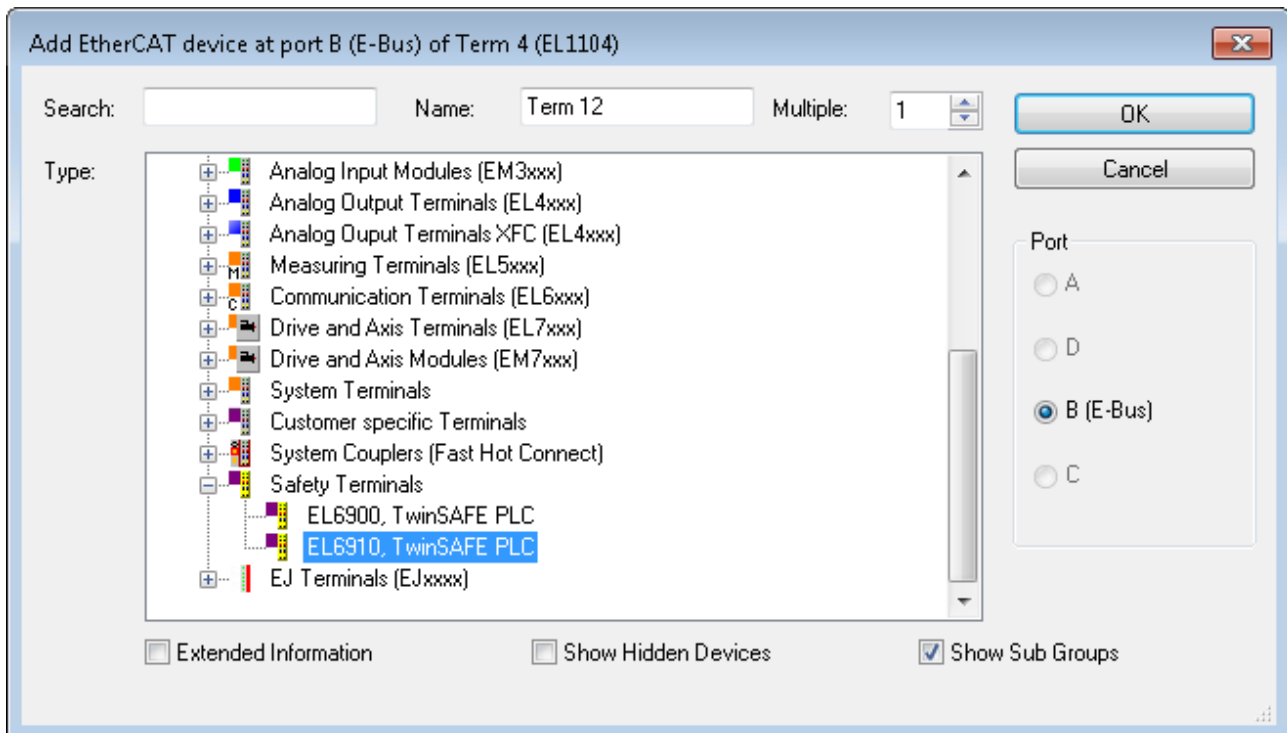 Add EtherCAT device at port B (E-Bus) of Term 4 (EL1104)
Search:
Name:
Term 12
Multiple:
1
OK
Cancel
Type:
Analog Input Modules (EM3xxx)
Analog Output Terminals (EL4xxx)
Analog Ouput Terminals XFC (EL4xxx)
M
Measuring Terminals (EL5xxx)
C
Communication Terminals (EL6xxx)
Drive and Axis Terminals (EL7xxx)
Drive and Axis Modules (EM7xxx)
System Terminals
Customer specific Terminals
System Couplers (Fast Hot Connect)
Safety Terminals
EL6900, TwinSAFE PLC
EL6910, TwinSAFE PLC
EJ Terminals (EJxxxx)
Port
A
D
B (E-Bus)
C
Extended Information
Show Hidden Devices
Show Sub Groups